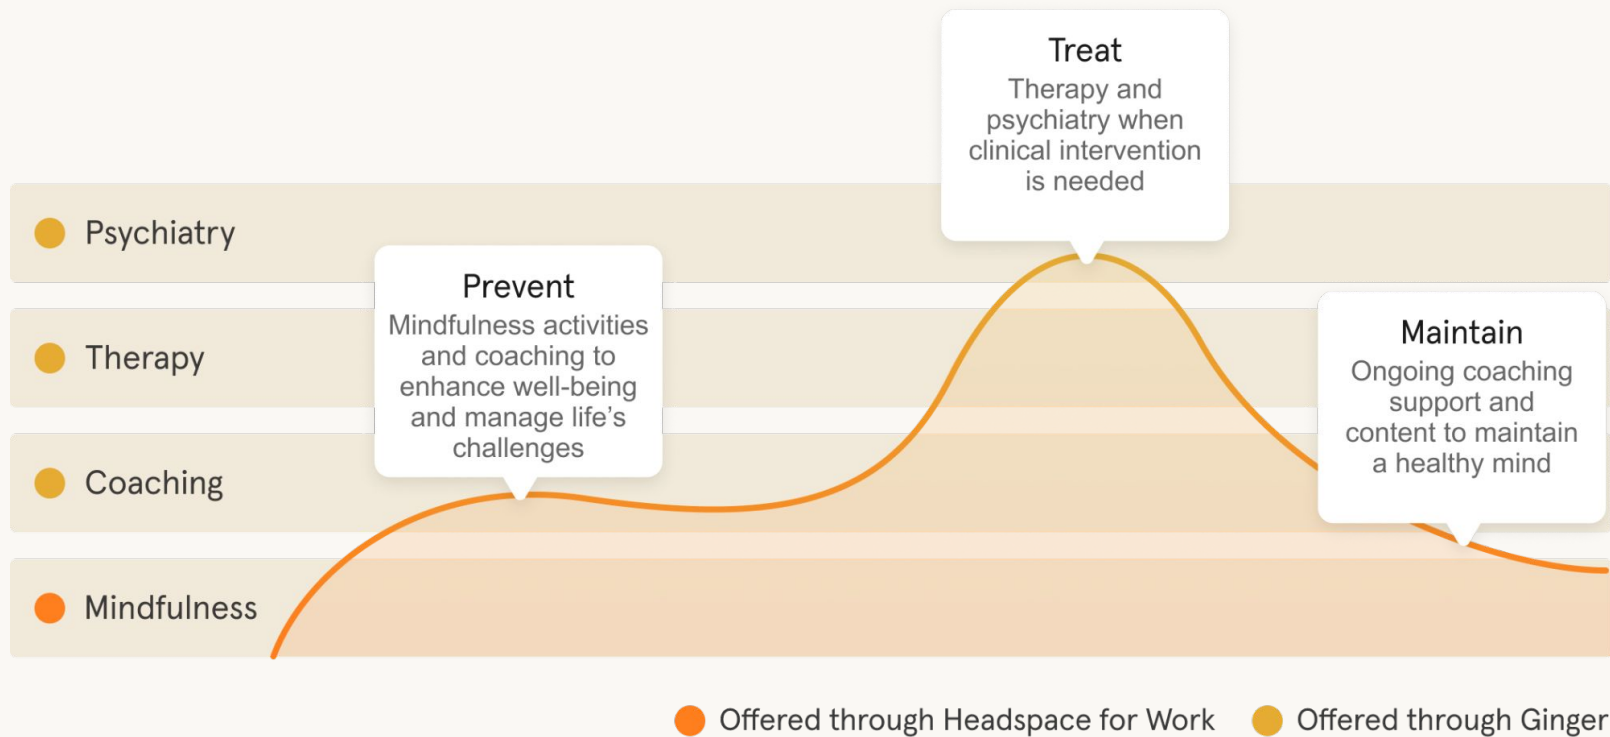 Treat
Therapy and
psychiatry when
clinical intervention
is needed
Psychiatry
Prevent
Mindfulness activities
and coaching to
enhance well-being
and manage life’s
challenges
Therapy
Maintain
Ongoing coaching
support and
content to maintain
a healthy mind
Coaching
Mindfulness
Offered through Headspace for Work
Offered through Ginger